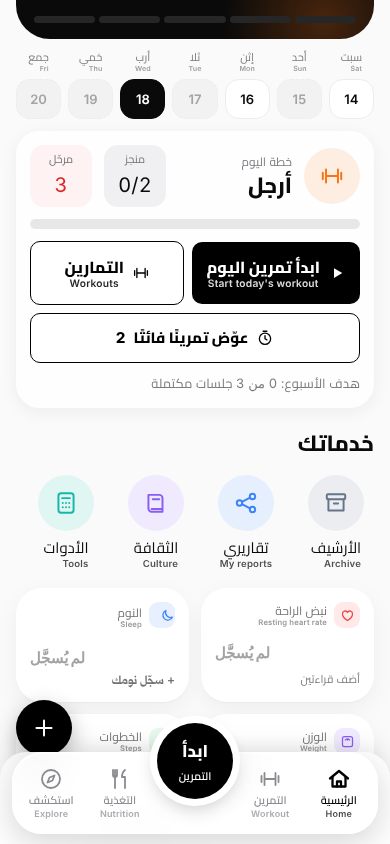 سبت أحد إثن ثلا أرب خمي جمع
Sat Sun Mon Tue Wed Thu Fri
14 15 16 17 18 19 20
خطة اليوم
أرجل
منجز
0/2
مرحّل
3
ابدأ تمرين اليوم
Start today's workout
التمارين
Workouts
عوّض تمرينًا فائتًا 2
هدف الأسبوع: 0 من 3 جلسات مكتملة
خدماتك
الأرشيف
Archive
تقاريري
My reports
الثقافة
Culture
الأدوات
Tools
نبض الراحة
Resting heart rate
لم يُسجَّل
أضف قراءتين
النوم
Sleep
لم يُسجَّل
+ سجّل نومك
الوزن
Weight
الخطوات
Steps
الرئيسية
Home
التمرين
Workout
ابدأ
التمرين
التغذية
Nutrition
استكشف
Explore